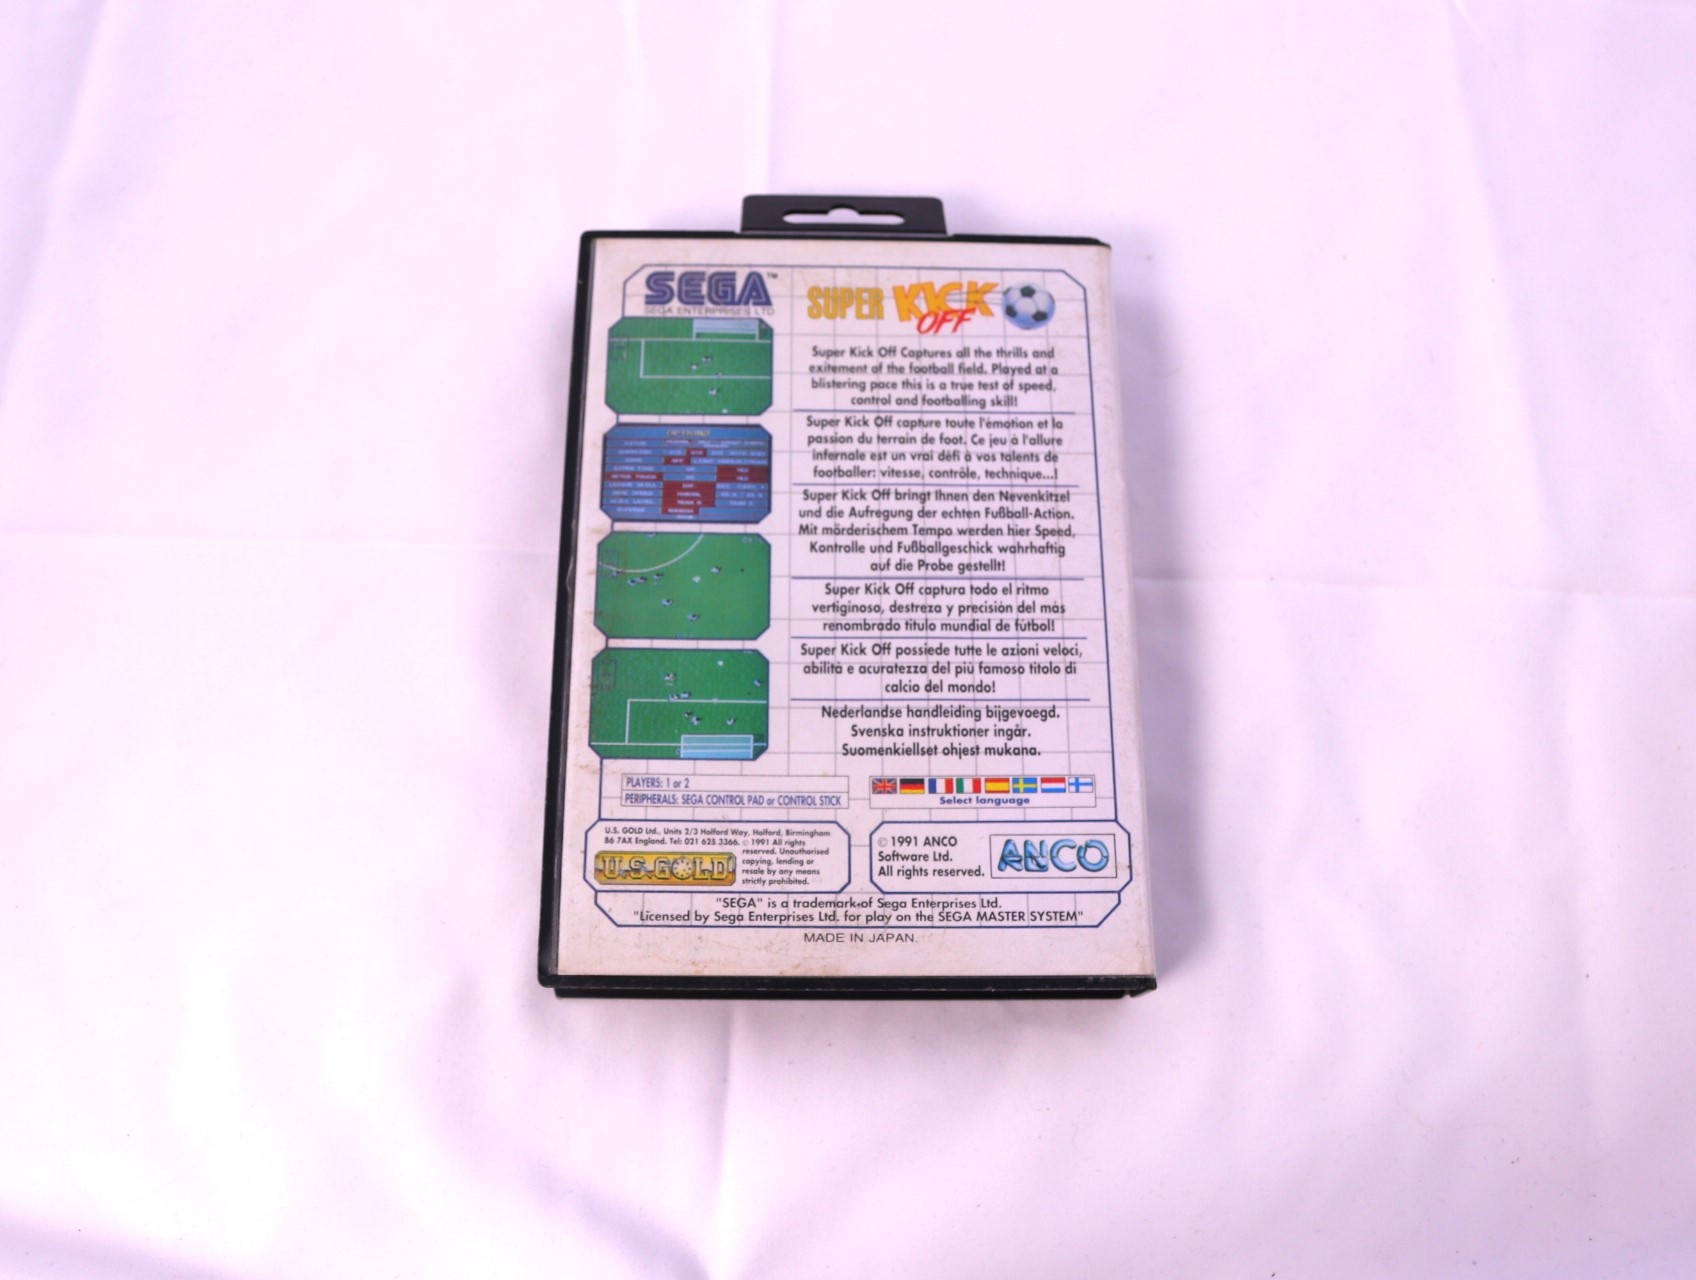 SEGA™
SEGA ENTERPRISES LTD
SUPER KICK OFF
Super Kick Off Captures all the thrills and
exitement of the football field. Played at a
blistering pace this is a true test of speed,
control and footballing skill!
Super Kick Off capture toute l'émotion et la
passion du terrain de foot. Ce jeu à l'allure
infernale est un vrai défi à vos talents de
footballer: vitesse, contrôle, technique...!
Super Kick Off bringt Ihnen den Nevenkitzel
und die Aufregung der echten Fußball-Action.
Mit mörderischem Tempo werden hier Speed,
Kontrolle und Fußballgeschick wahrhaftig
auf die Probe gestellt!
Super Kick Off captura todo el ritmo
vertiginoso, destreza y precisión del más
renombrado título mundial de fútbol!
Super Kick Off possiede tutte le azioni veloci,
abilità e acuratezza del più famoso titolo di
calcio del mondo!
Nederlandse handleiding bijgevoegd.
Svenska instruktioner ingår.
Suomenkiellset ohjest mukana.
PLAYERS: 1 or 2
PERIPHERALS: SEGA CONTROL PAD or CONTROL STICK
Select language
U.S. GOLD Ltd., Units 2/3 Holford Way, Holford, Birmingham
B6 7AX England. Tel: 021 625 3366. © 1991 All rights
reserved. Unauthorised
copying, lending or
resale by any means
strictly prohibited.
U.S. GOLD
© 1991 ANCO
Software Ltd.
All rights reserved.
ANCO
"SEGA" is a trademark of Sega Enterprises Ltd.
"Licensed by Sega Enterprises Ltd. for play on the SEGA MASTER SYSTEM"
MADE IN JAPAN.